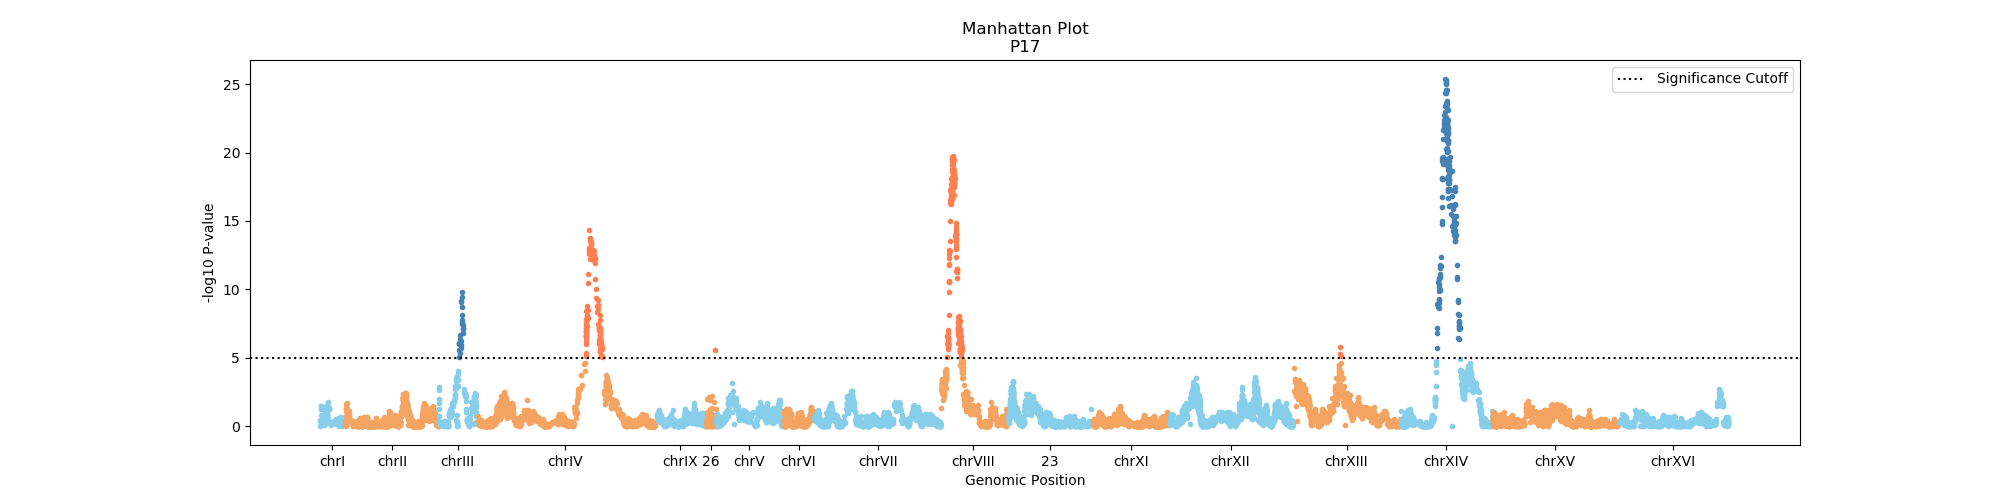 Manhattan Plot
P17
Significance Cutoff
25
20
15
10
5
0
-log10 P-value
chrI chrII chrIII chrIV chrIX 26 chrV chrVI chrVII chrVIII 23 chrXI chrXII chrXIII chrXIV chrXV chrXVI
Genomic Position